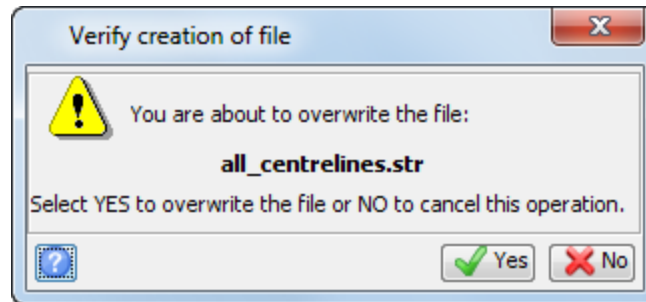 Verify creation of file
You are about to overwrite the file:
all_centrelines.str
Select YES to overwrite the file or NO to cancel this operation.
Yes No